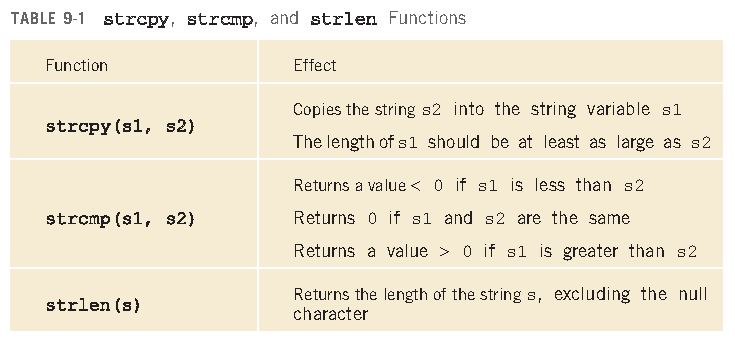 TABLE 9-1 strcpy, strcmp, and strlen Functions
Function
Effect
strcpy(s1, s2)
Copies the string s2 into the string variable s1
The length of s1 should be at least as large as s2
strcmp(s1, s2)
Returns a value < 0 if s1 is less than s2
Returns 0 if s1 and s2 are the same
Returns a value > 0 if s1 is greater than s2
strlen(s)
Returns the length of the string s, excluding the null
character